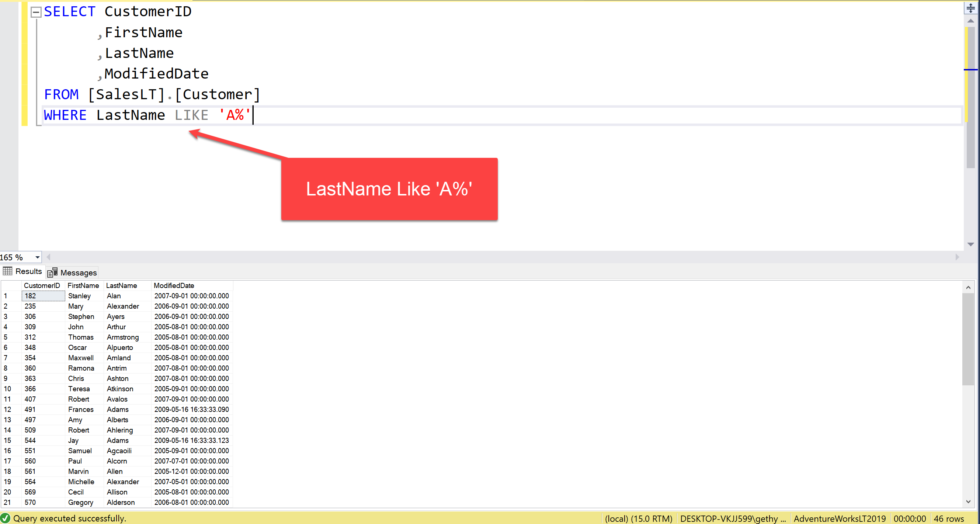 SELECT CustomerID
,FirstName
,LastName
,ModifiedDate
FROM [SalesLT].[Customer]
WHERE LastName LIKE 'A%'
LastName Like 'A%'
165 %
Results Messages
CustomerID FirstName LastName ModifiedDate
1 182 Stanley Alan 2007-09-01 00:00:00.000
2 235 Mary Alexander 2006-09-01 00:00:00.000
3 306 Stephen Ayers 2006-09-01 00:00:00.000
4 309 John Arthur 2005-08-01 00:00:00.000
5 312 Thomas Armstrong 2005-08-01 00:00:00.000
6 348 Oscar Alpuerto 2005-08-01 00:00:00.000
7 354 Maxwell Amland 2005-08-01 00:00:00.000
8 360 Ramona Antrim 2007-08-01 00:00:00.000
9 363 Chris Ashton 2007-08-01 00:00:00.000
10 366 Teresa Atkinson 2005-09-01 00:00:00.000
11 407 Robert Avalos 2007-09-01 00:00:00.000
12 491 Frances Adams 2009-05-16 16:33:33.090
13 497 Amy Alberts 2006-09-01 00:00:00.000
14 509 Robert Ahlering 2007-09-01 00:00:00.000
15 544 Jay Adams 2009-05-16 16:33:33.123
16 551 Samuel Agcaoili 2005-09-01 00:00:00.000
17 560 Paul Alcorn 2007-07-01 00:00:00.000
18 561 Marvin Allen 2005-12-01 00:00:00.000
19 564 Michelle Alexander 2007-05-01 00:00:00.000
20 569 Cecil Allison 2005-08-01 00:00:00.000
21 570 Gregory Alderson 2006-08-01 00:00:00.000
Query executed successfully. (local) (15.0 RTM) DESKTOP-VKJJ599\gethy ... AdventureWorksLT2019 00:00:00 46 rows